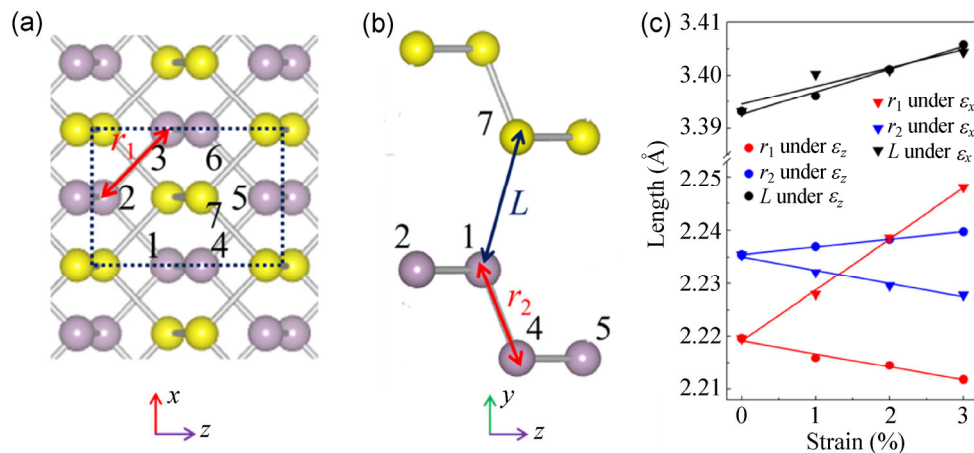 (a)
r1
3
6
2
7
5
1
4
x
z
(b)
7
L
2
1
r2
4
5
y
z
(c)
3.41
3.40
3.39
2.25
2.24
2.23
2.22
2.21
Length (Å)
r1 under εx
r2 under εx
L under εx
r1 under εz
r2 under εz
L under εz
0
1
2
3
Strain (%)